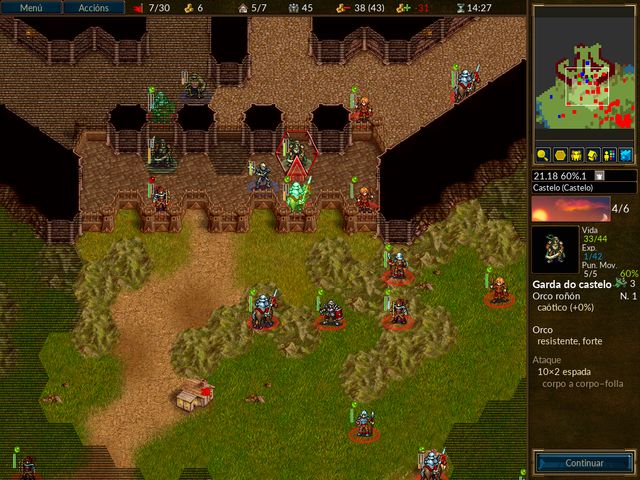 Menú
Accións
7/30
6
5/7
45
38 (43)
-31
14:27
21,18 60%,1
Castelo (Castelo)
4/6
Vida
33/44
Exp.
1/42
Pun. Mov.
5/5
60%
Garda do castelo
3
Orco roñón N. 1
caótico (+0%)
Orco
resistente, forte
Ataque
10×2 espada
corpo a corpo–folla
Continuar